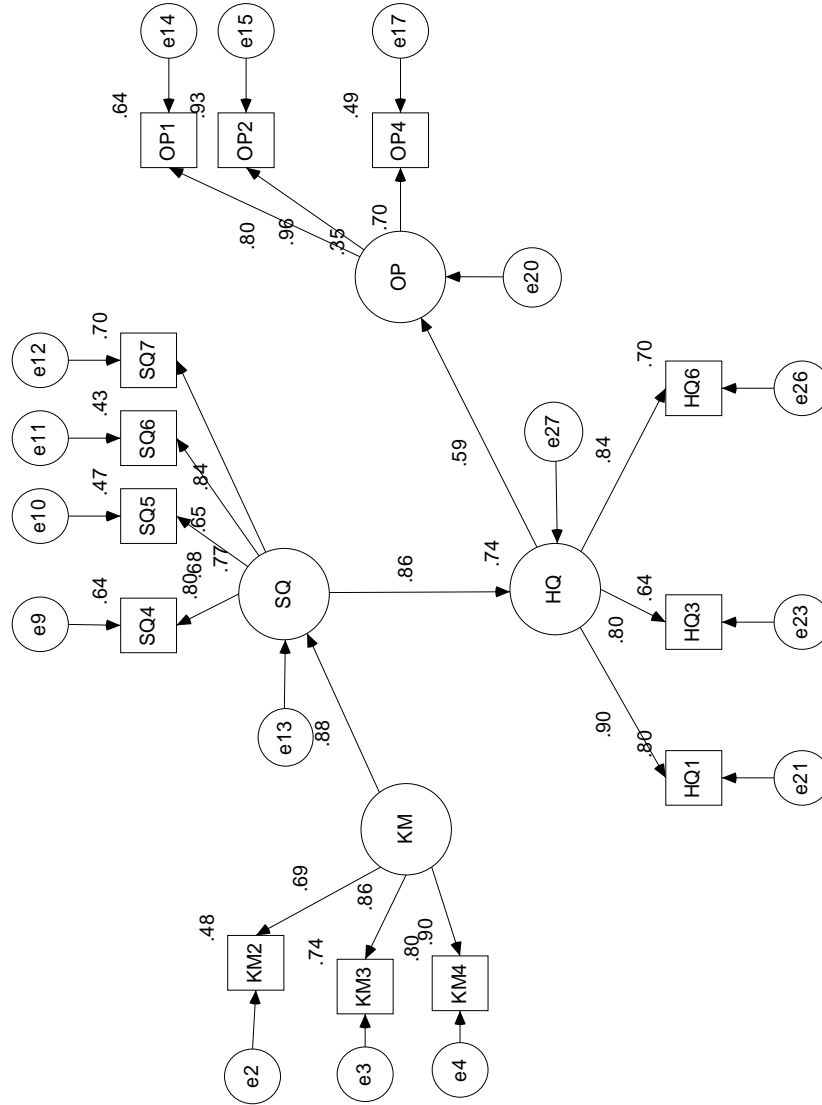 e9
e10
e11
e12
.64
.47
.43
.70
SQ4
SQ5
SQ6
SQ7
.64
OP1
e14
.80
.68
.65
.84
.77
.93
OP2
e15
.48
e2
KM2
.69
e13
SQ
.88
.80
.96
.35
.74
e3
KM3
.86
.70
.49
OP4
e17
KM
OP
.86
.80
.90
e4
KM4
.59
.74
e20
HQ
e27
.90
.80
.84
.80
.64
.70
HQ1
HQ3
HQ6
e21
e23
e26